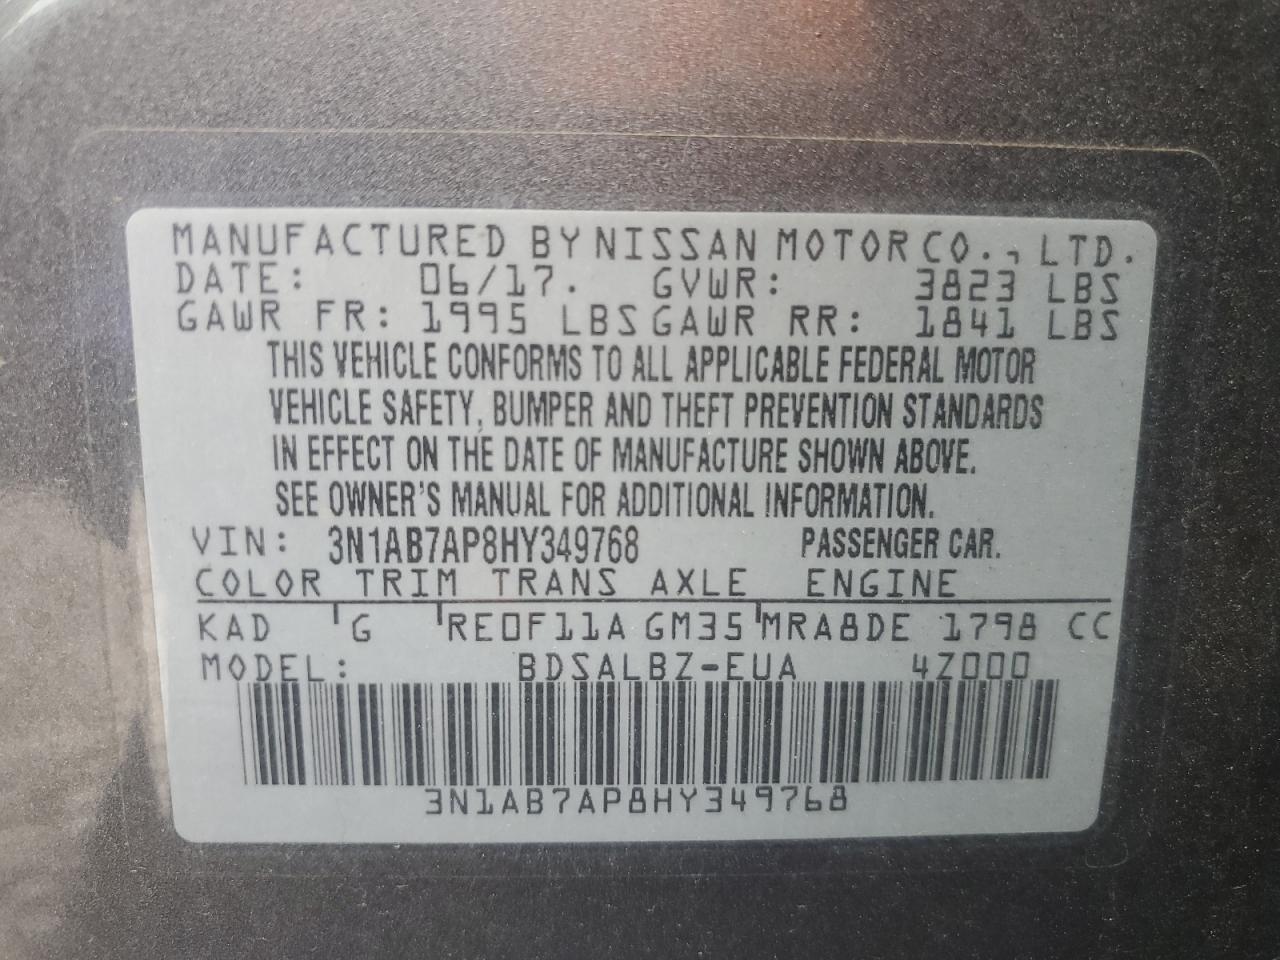 MANUFACTURED BY NISSAN MOTOR CO., LTD.
DATE: 06/17. GVWR: 3823 LBS
GAWR FR: 1995 LBS GAWR RR: 1841 LBS
THIS VEHICLE CONFORMS TO ALL APPLICABLE FEDERAL MOTOR
VEHICLE SAFETY, BUMPER AND THEFT PREVENTION STANDARDS
IN EFFECT ON THE DATE OF MANUFACTURE SHOWN ABOVE.
SEE OWNER'S MANUAL FOR ADDITIONAL INFORMATION.
VIN: 3N1AB7AP8HY349768 PASSENGER CAR.
COLOR TRIM TRANS AXLE ENGINE
KAD G RE0F11A GM35 MRA8DE 1798 CC
MODEL: BDSALBZ-EUA 4Z000
3N1AB7AP8HY349768